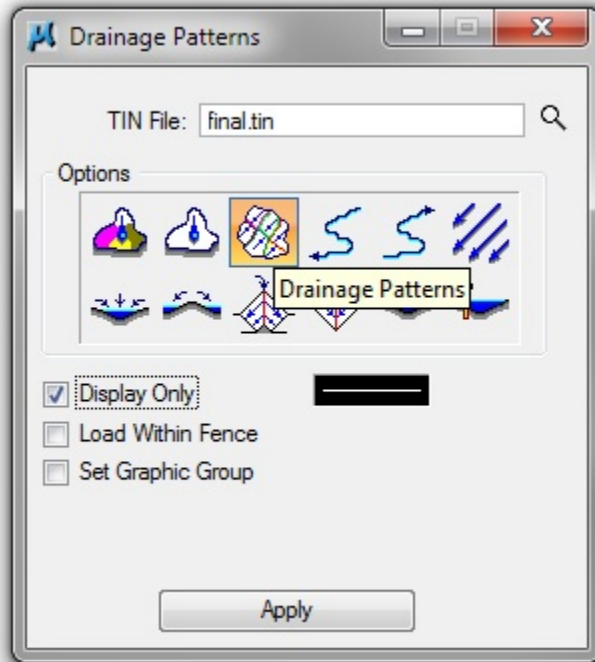 Drainage Patterns
TIN File: final.tin
Options
Drainage Patterns
Display Only
Load Within Fence
Set Graphic Group
Apply